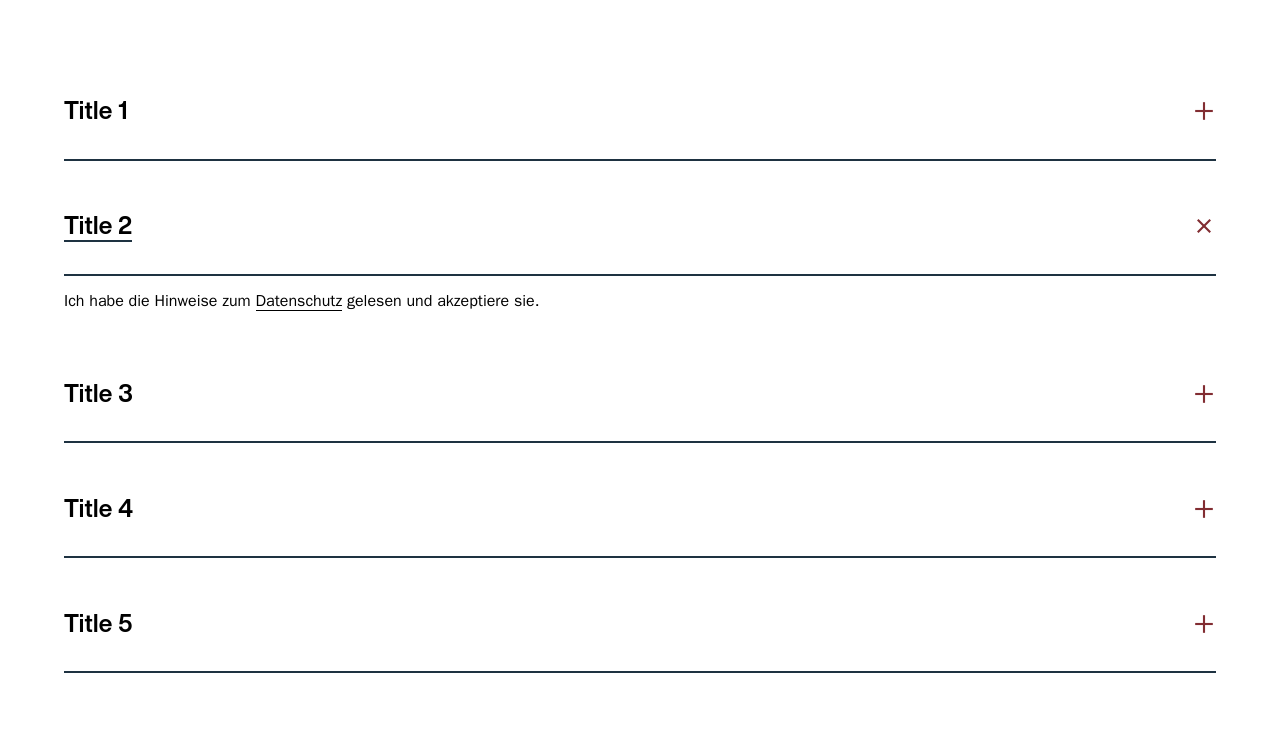 Title 1
Title 2
Ich habe die Hinweise zum Datenschutz gelesen und akzeptiere sie.
Title 3
Title 4
Title 5